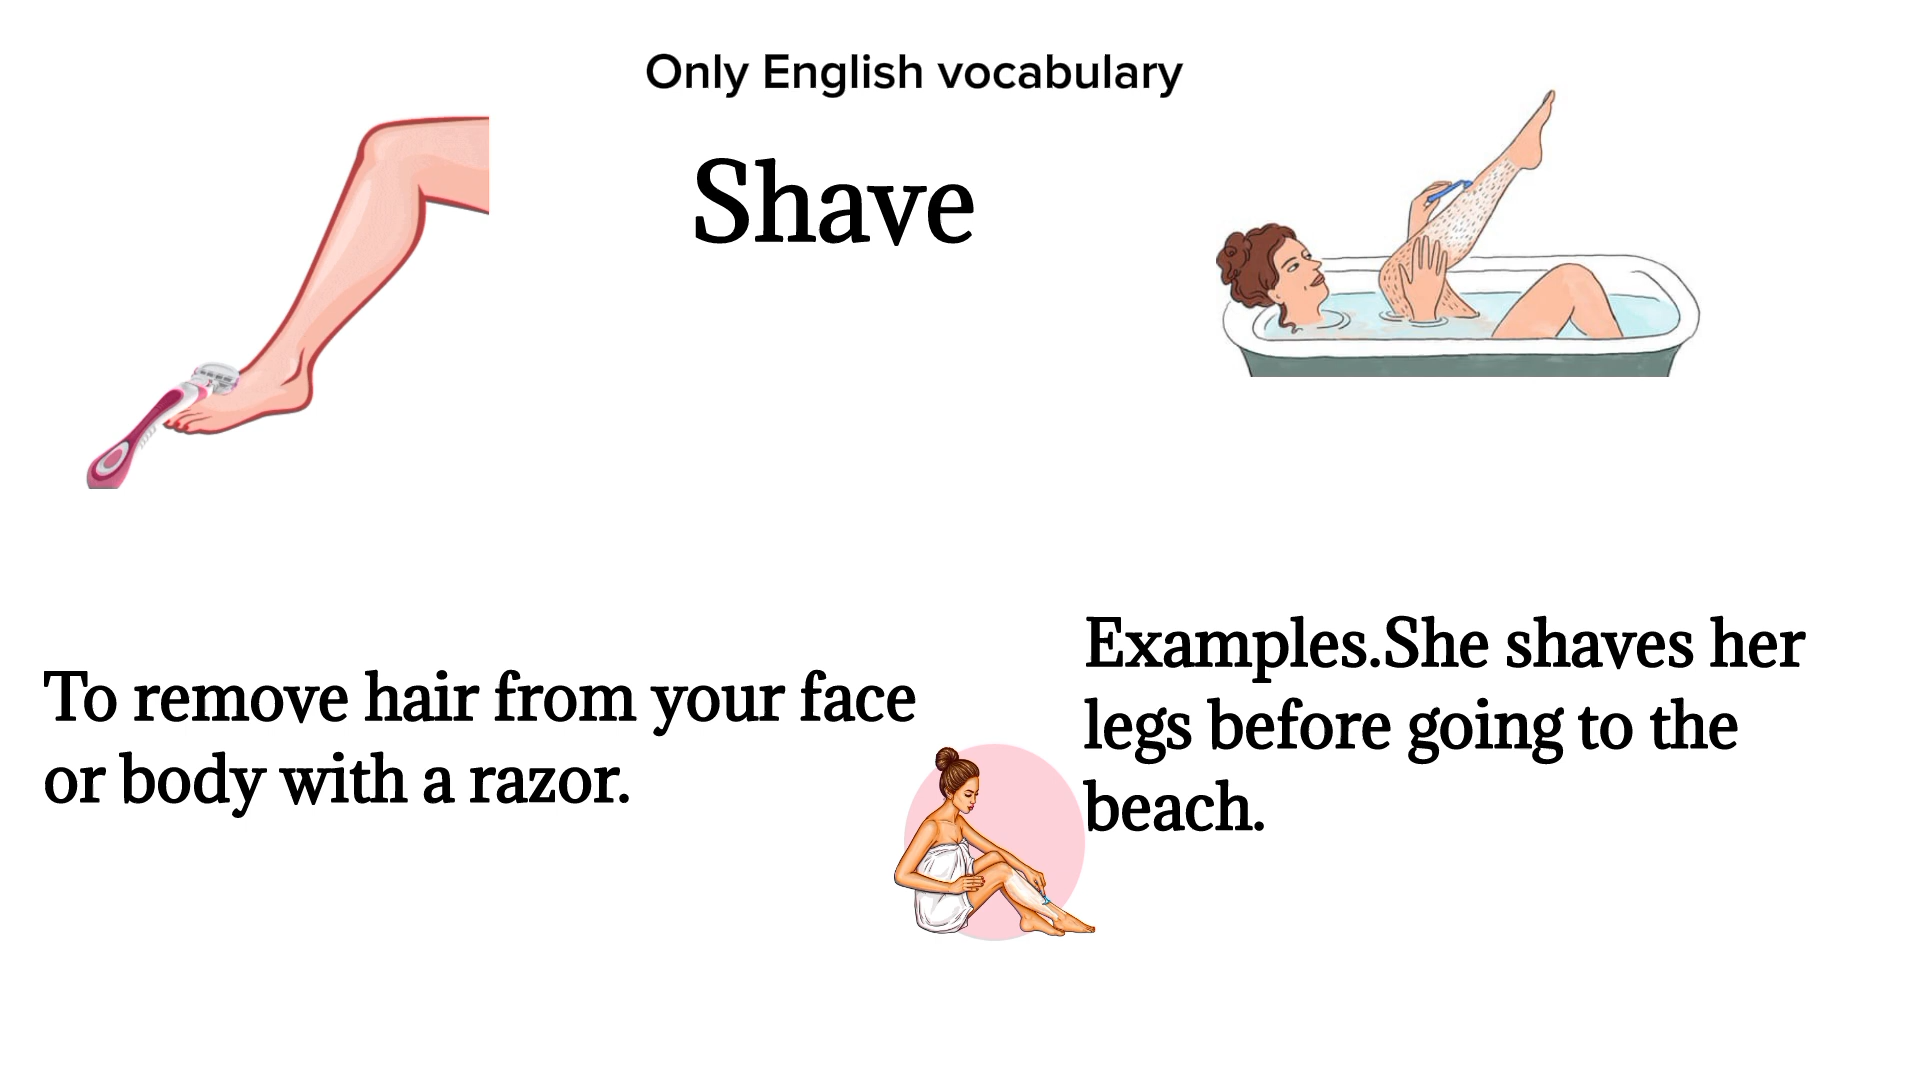 Only English vocabulary
Shave
To remove hair from your face
or body with a razor.
Examples.She shaves her
legs before going to the
beach.